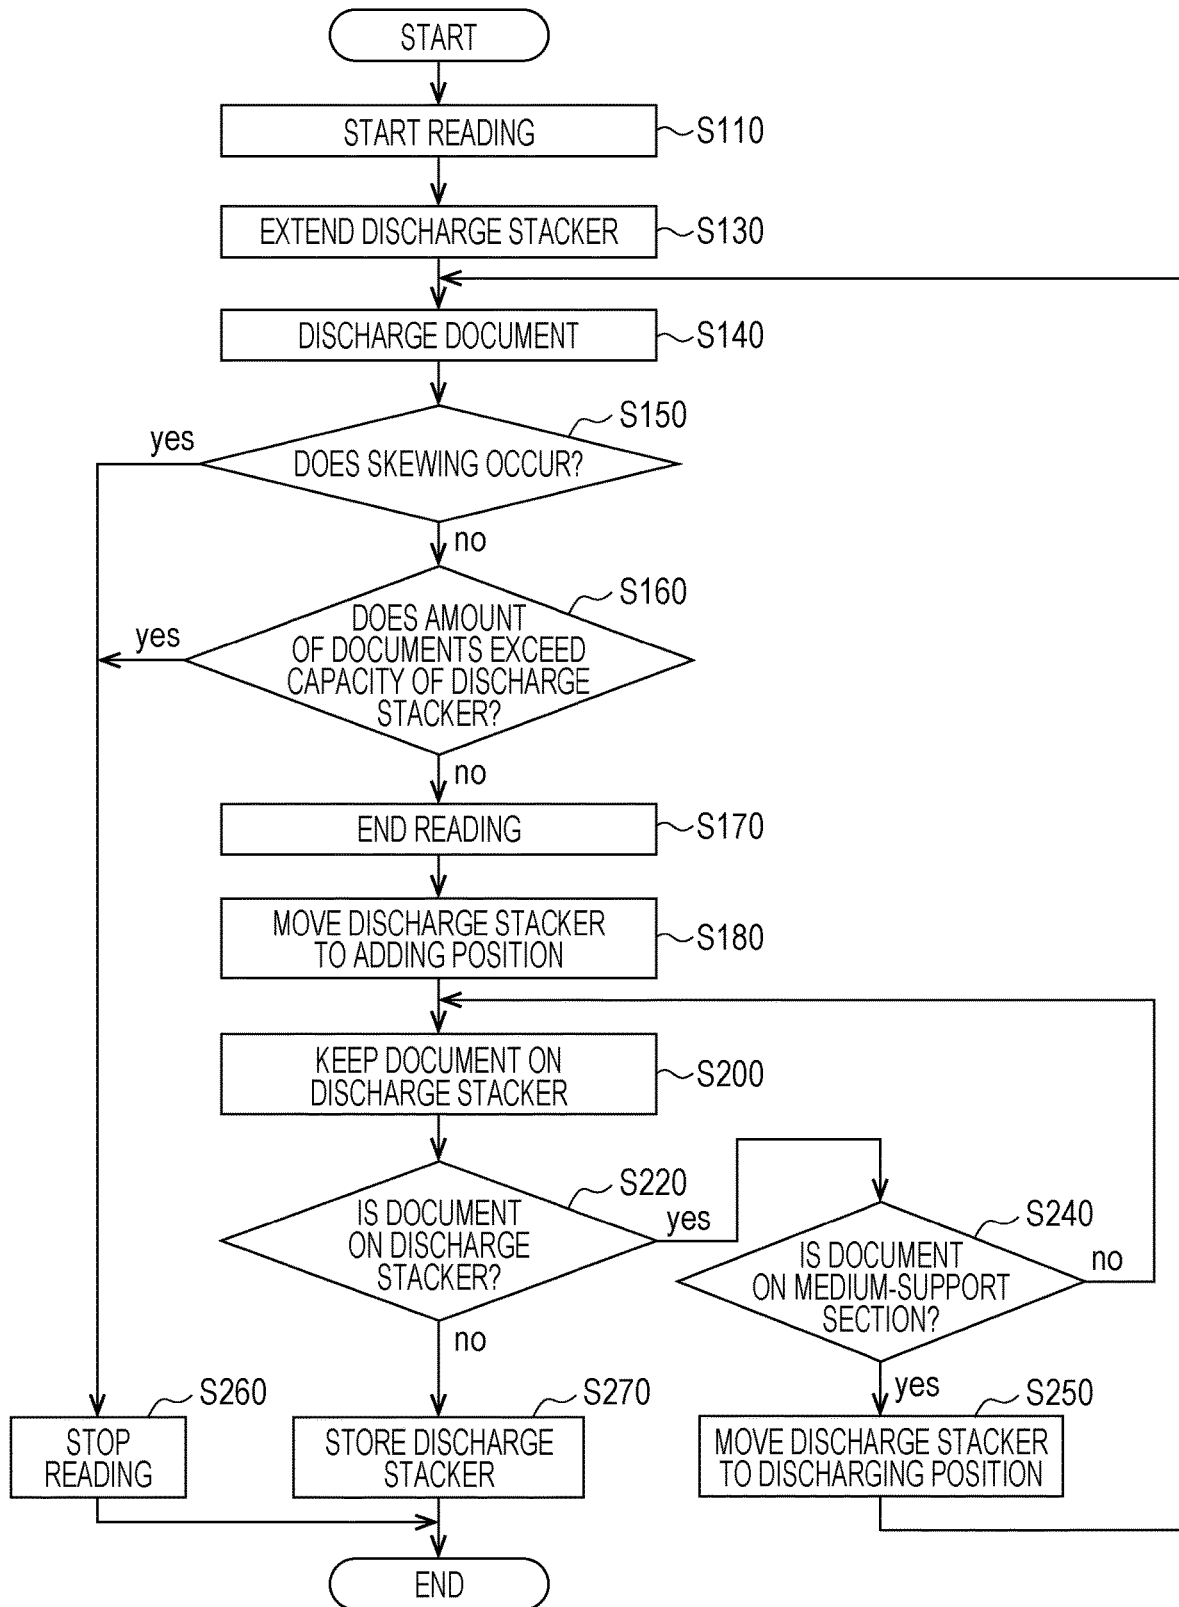 START
START READING
S110
EXTEND DISCHARGE STACKER
S130
DISCHARGE DOCUMENT
S140
S150
yes
DOES SKEWING OCCUR?
no
S160
yes
DOES AMOUNT
OF DOCUMENTS EXCEED
CAPACITY OF DISCHARGE
STACKER?
no
END READING
S170
MOVE DISCHARGE STACKER
TO ADDING POSITION
S180
KEEP DOCUMENT ON
DISCHARGE STACKER
S200
S220
IS DOCUMENT
ON DISCHARGE
STACKER?
yes
no
S240
IS DOCUMENT
ON MEDIUM-SUPPORT
SECTION?
no
yes
S260
STOP
READING
S270
STORE DISCHARGE
STACKER
S250
MOVE DISCHARGE STACKER
TO DISCHARGING POSITION
END